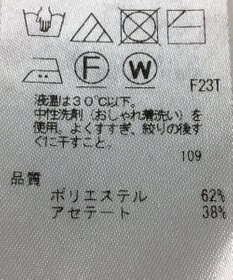 F W
F23T
液温は30℃以下。
中性洗剤(おしゃれ着洗い)を
使用。よくすすぎ、絞りの後す
ぐに干すこと。
109
品質
ポリエステル 62%
アセテート 38%